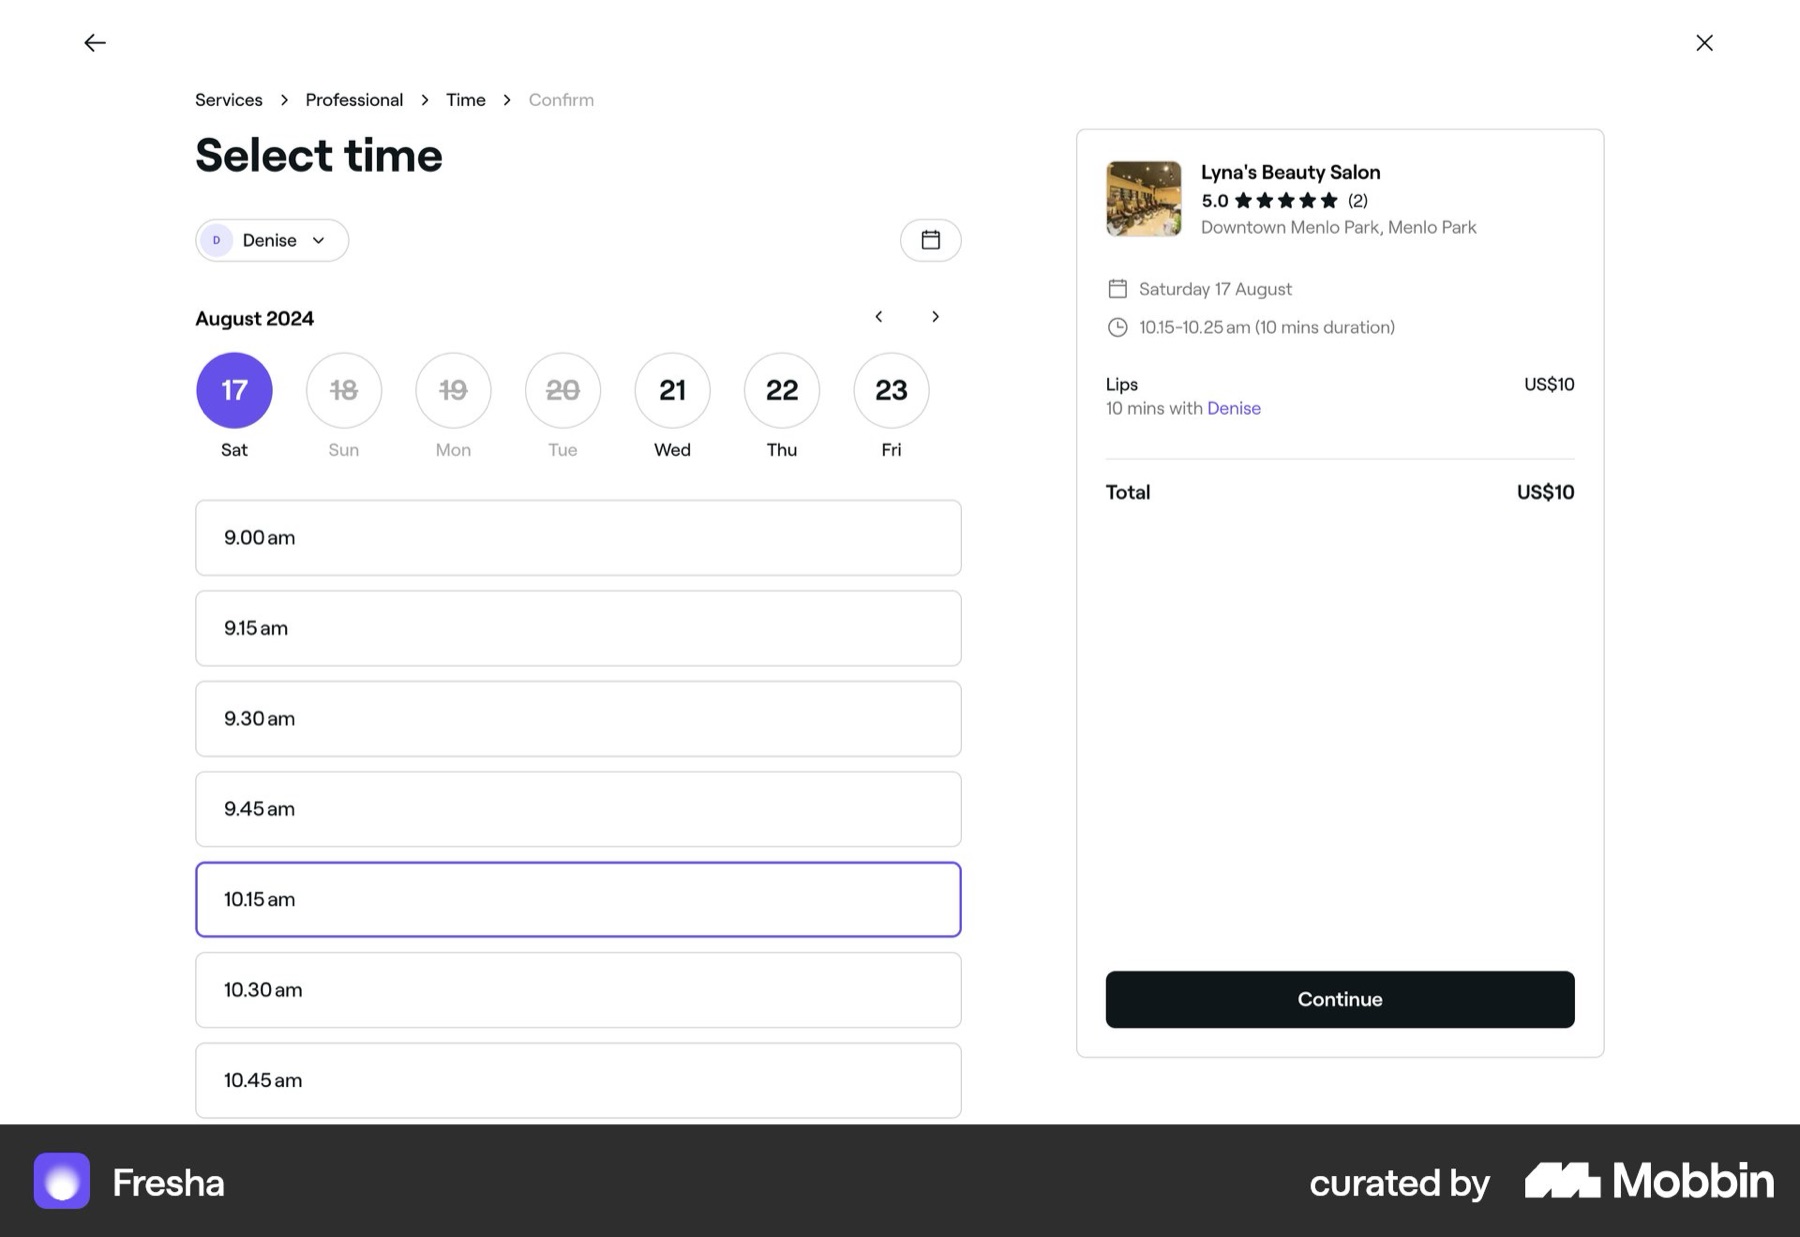 Services > Professional > Time > Confirm
Select time
D Denise
August 2024
17 18 19 20 21 22 23
Sat Sun Mon Tue Wed Thu Fri
9.00 am
9.15 am
9.30 am
9.45 am
10.15 am
10.30 am
10.45 am
Lyna's Beauty Salon
5.0 ★★★★★ (2)
Downtown Menlo Park, Menlo Park
Saturday 17 August
10.15-10.25 am (10 mins duration)
Lips US$10
10 mins with Denise
Total US$10
Continue
Fresha
curated by Mobbin